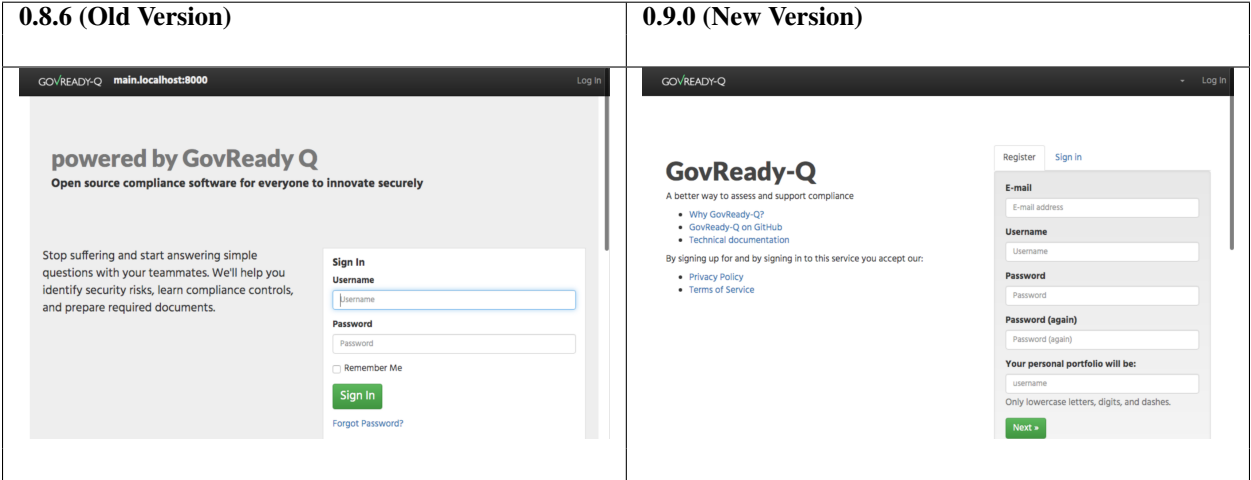 0.8.6 (Old Version)
GOVREADY-Q main.localhost:8000 Log In
powered by GovReady Q
Open source compliance software for everyone to innovate securely
Stop suffering and start answering simple
questions with your teammates. We'll help you
identify security risks, learn compliance controls,
and prepare required documents.
Sign In
Username
Username
Password
Password
Remember Me
Sign In
Forgot Password?
0.9.0 (New Version)
GOVREADY-Q Log In
GovReady-Q
A better way to assess and support compliance
• Why GovReady-Q?
• GovReady-Q on GitHub
• Technical documentation
By signing up for and by signing in to this service you accept our:
• Privacy Policy
• Terms of Service
Register Sign in
E-mail
E-mail address
Username
Username
Password
Password
Password (again)
Password (again)
Your personal portfolio will be:
username
Only lowercase letters, digits, and dashes.
Next »